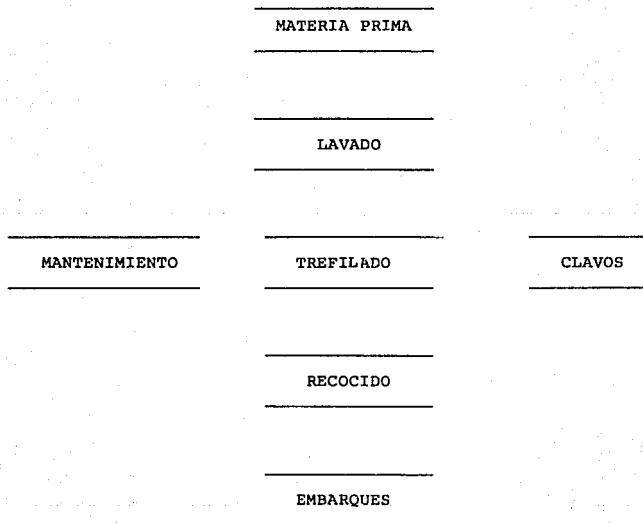 MATERIA PRIMA
LAVADO
MANTENIMIENTO TREFILADO CLAVOS
RECOCIDO
EMBARQUES